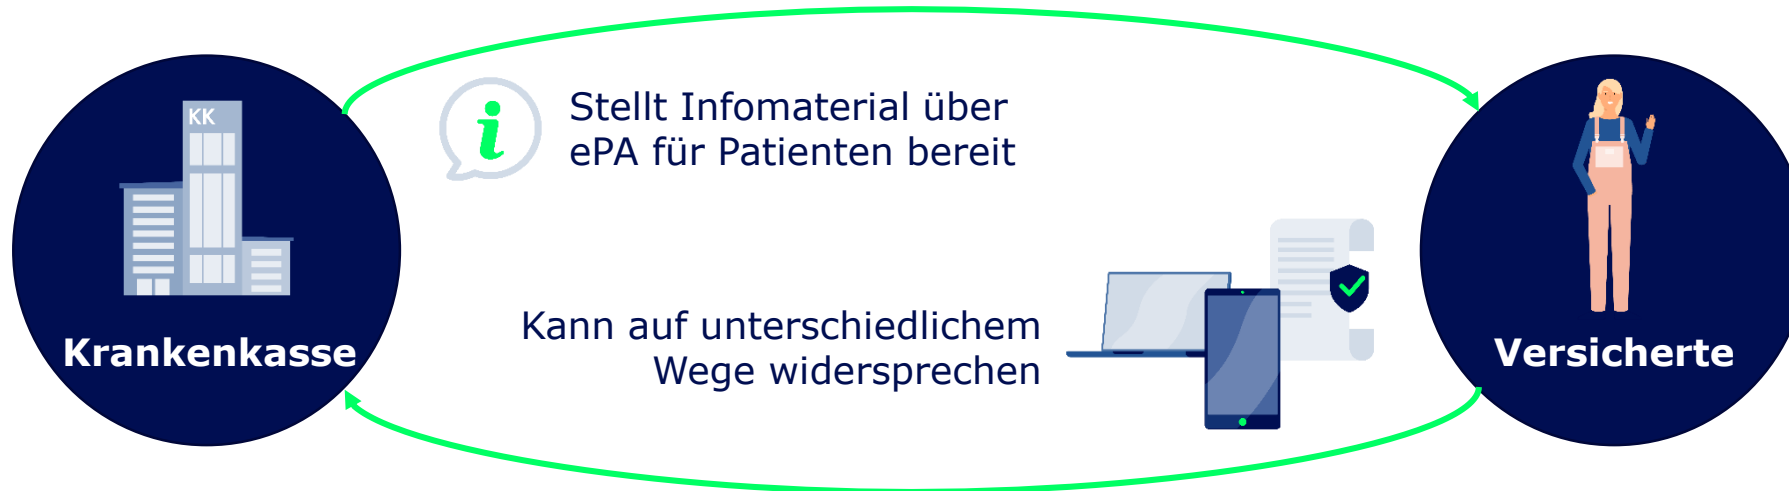 KK
Krankenkasse
i
Stellt Infomaterial über
ePA für Patienten bereit
Kann auf unterschiedlichem
Wege widersprechen
Versicherte